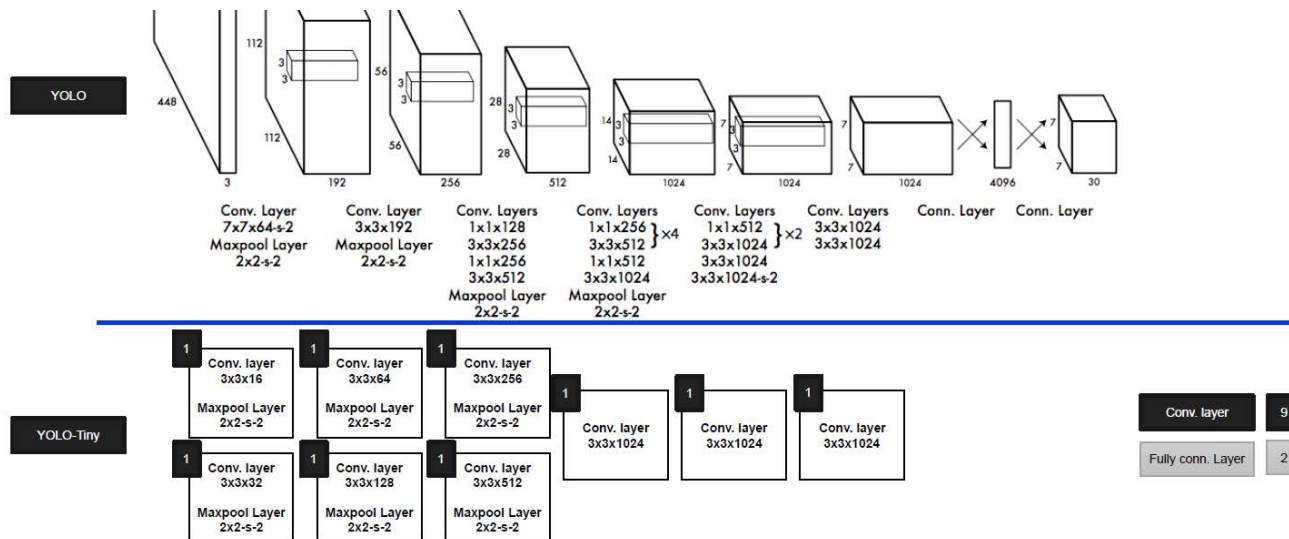 YOLO
448
3
112
112
3
3
192
56
56
3
3
256
28
28
3
3
512
14
14
3
3
1024
7
7
3
3
1024
7
7
1024
4096
7
7
30
Conv. Layer
7x7x64-s-2
Maxpool Layer
2x2-s-2
Conv. Layer
3x3x192
Maxpool Layer
2x2-s-2
Conv. Layers
1x1x128
3x3x256
1x1x256
3x3x512
Maxpool Layer
2x2-s-2
Conv. Layers
1x1x256
3x3x512
}×4
1x1x512
3x3x1024
Maxpool Layer
2x2-s-2
Conv. Layers
1x1x512
3x3x1024
}×2
3x3x1024
3x3x1024-s-2
Conv. Layers
3x3x1024
3x3x1024
Conn. Layer
Conn. Layer
YOLO-Tiny
1
Conv. layer
3x3x16
Maxpool Layer
2x2-s-2
1
Conv. layer
3x3x64
Maxpool Layer
2x2-s-2
1
Conv. layer
3x3x256
Maxpool Layer
2x2-s-2
1
Conv. layer
3x3x32
Maxpool Layer
2x2-s-2
1
Conv. layer
3x3x128
Maxpool Layer
2x2-s-2
1
Conv. layer
3x3x512
Maxpool Layer
2x2-s-2
1
Conv. layer
3x3x1024
1
Conv. layer
3x3x1024
1
Conv. layer
3x3x1024
Conv. layer 9
Fully conn. Layer 2